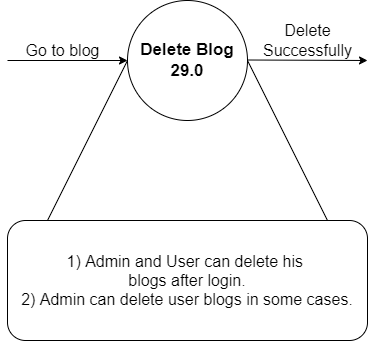 Go to blog
Delete Blog
29.0
Delete
Successfully
1) Admin and User can delete his
blogs after login.
2) Admin can delete user blogs in some cases.